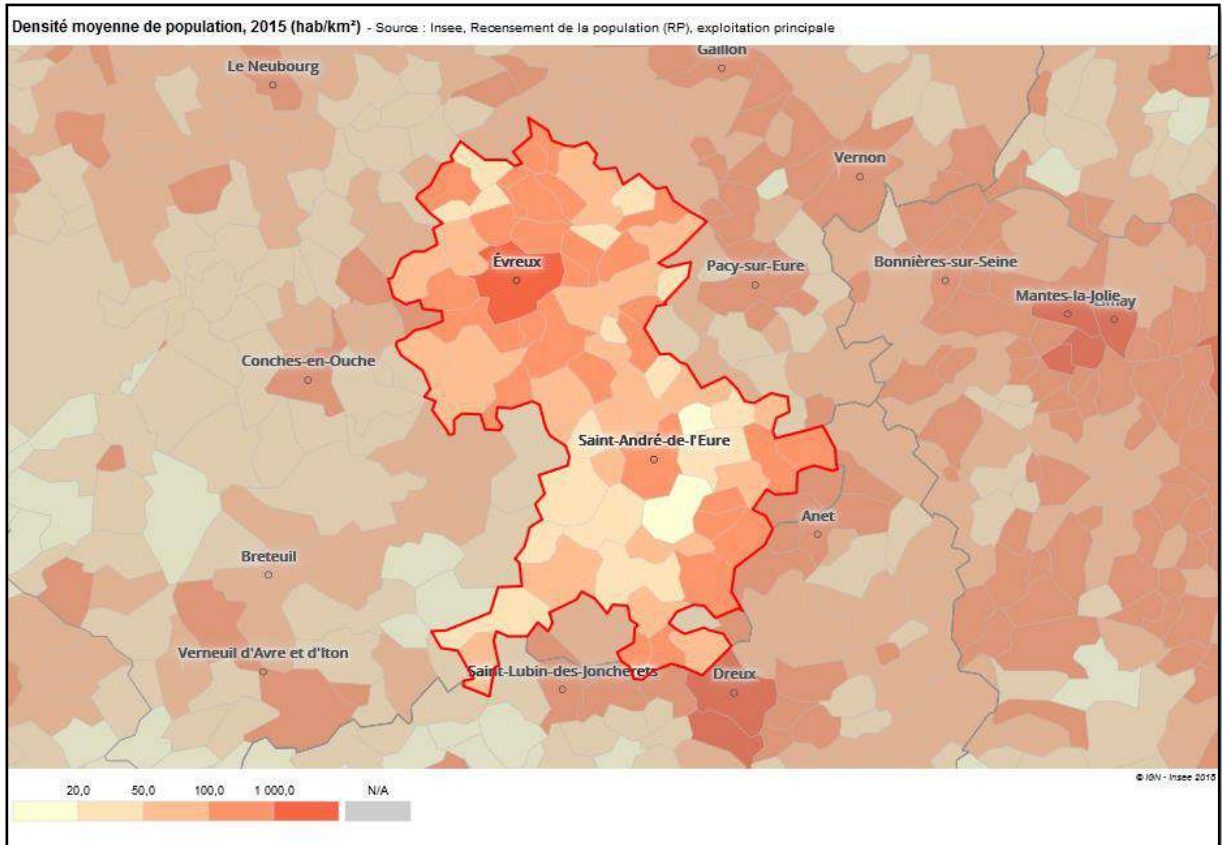 Densité moyenne de population, 2015 (hab/km²) - Source : Insee, Recensement de la population (RP), exploitation principale
Le Neubourg
Gaillon
Vernon
Évreux
Pacy-sur-Eure
Bonnières-sur-Seine
Mantes-la-Jolie
Limay
Conches-en-Ouche
Saint-André-de-l'Eure
Anet
Breteuil
Verneuil d'Avre et d'Iton
Saint-Lubin-des-Joncherets
Dreux
© IGN - Insee 2018
20,0 50,0 100,0 1 000,0 N/A